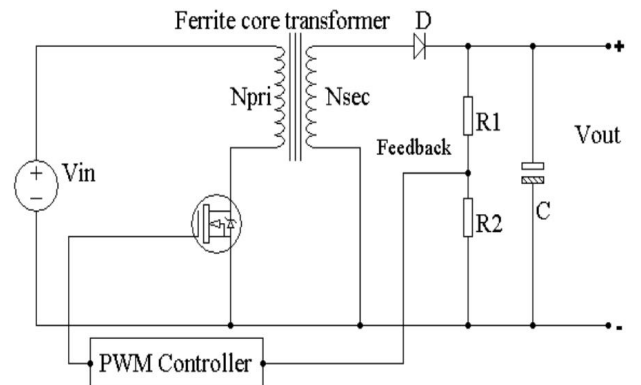 Ferrite core transformer
D
+
Npri
Nsec
R1
Vout
Feedback
Vin
+
−
R2
C
-
PWM Controller